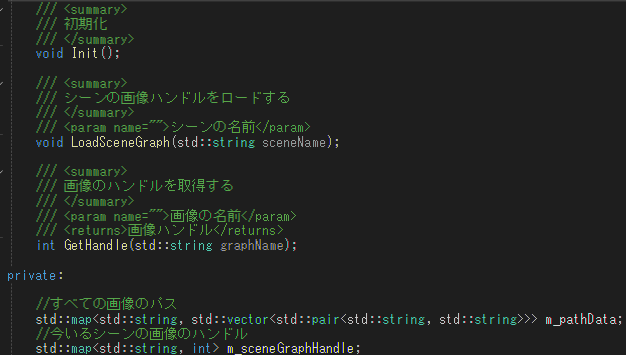 /// <summary>
/// 初期化
/// </summary>
void Init();
/// <summary>
/// シーンの画像ハンドルをロードする
/// </summary>
/// <param name="">シーンの名前</param>
void LoadSceneGraph(std::string sceneName);
/// <summary>
/// 画像のハンドルを取得する
/// </summary>
/// <param name="">画像の名前</param>
/// <returns>画像ハンドル</returns>
int GetHandle(std::string graphName);
private:
//すべての画像のパス
std::map<std::string, std::vector<std::pair<std::string, std::string>>> m_pathData;
//今いるシーンの画像のハンドル
std::map<std::string, int> m_sceneGraphHandle;